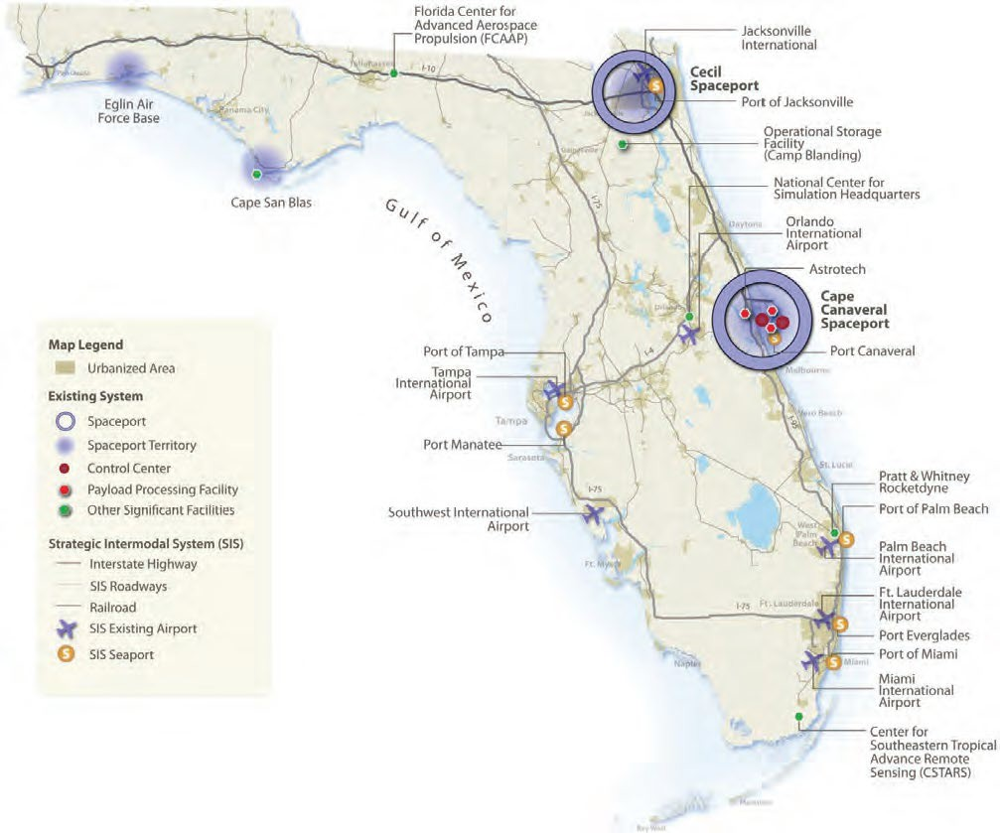 Florida Center for
Advanced Aerospace
Propulsion (FCAAP)
Jacksonville
International
Cecil
Spaceport
Port of Jacksonville
Operational Storage
Facility
(Camp Blanding)
National Center for
Simulation Headquarters
Orlando
International
Airport
Astrotech
Cape
Canaveral
Spaceport
Port Canaveral
Eglin Air
Force Base
Cape San Blas
Pensacola
Panama City
Tallahassee
I-10
Gainesville
I-75
Daytona
Orlando
I-4
Melbourne
Vero Beach
I-95
St. Lucie
Gulf of Mexico
Port of Tampa
Tampa
International
Airport
Tampa
Port Manatee
Sarasota
I-75
Southwest International
Airport
Ft. Myers
Pratt & Whitney
Rocketdyne
Port of Palm Beach
West
Palm
Beach
Palm Beach
International
Airport
Ft. Lauderdale
International
Airport
I-75
Ft. Lauderdale
Port Everglades
Port of Miami
Miami
Miami
International
Airport
Naples
Center for
Southeastern Tropical
Advance Remote
Sensing (CSTARS)
Key West
Map Legend
Urbanized Area
Existing System
Spaceport
Spaceport Territory
Control Center
Payload Processing Facility
Other Significant Facilities
Strategic Intermodal System (SIS)
Interstate Highway
SIS Roadways
Railroad
SIS Existing Airport
S
SIS Seaport